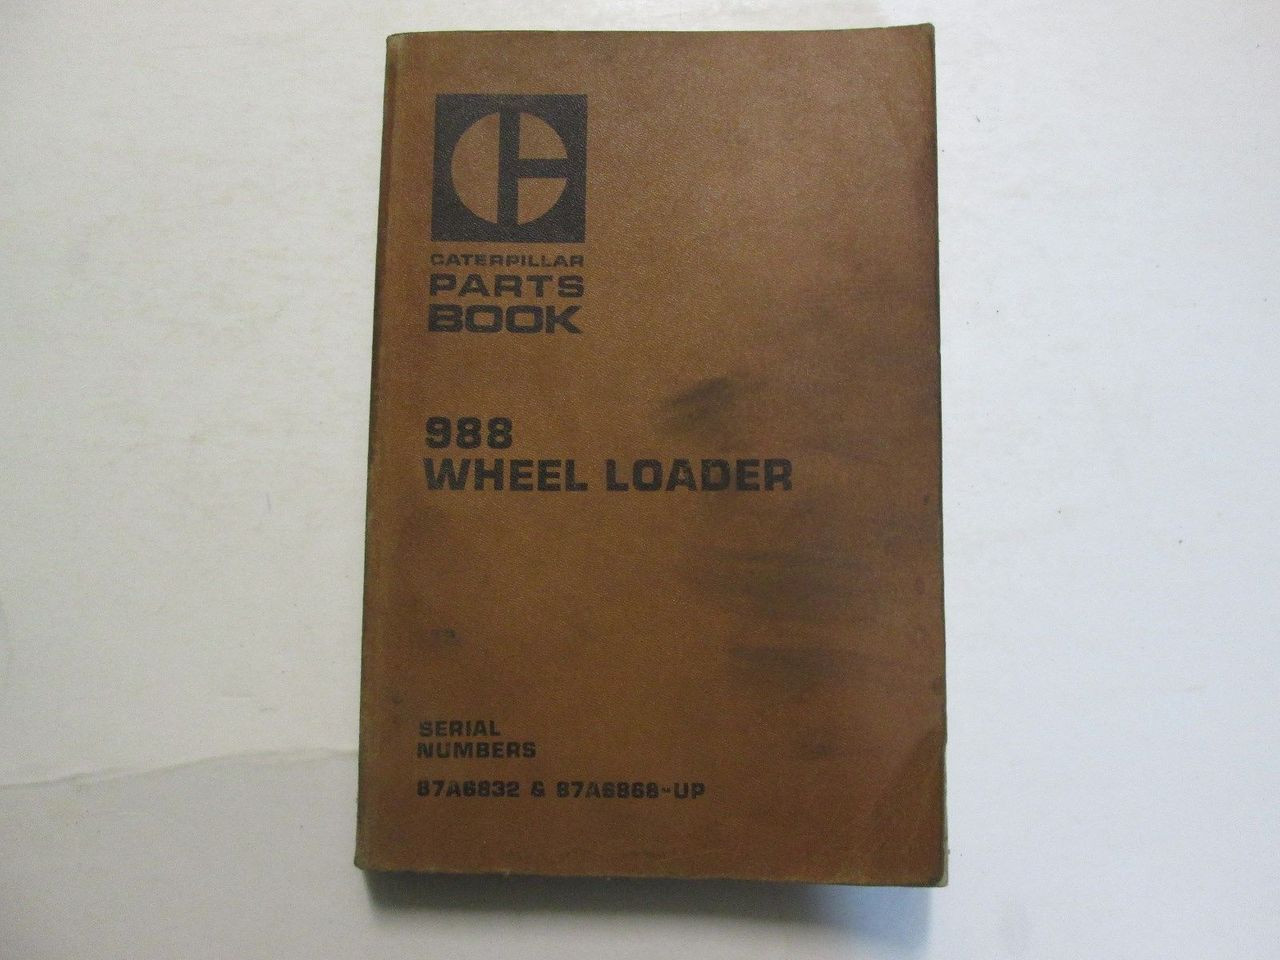 CATERPILLAR
PARTS
BOOK
988
WHEEL LOADER
SERIAL
NUMBERS
87A6832 & 87A6868-UP